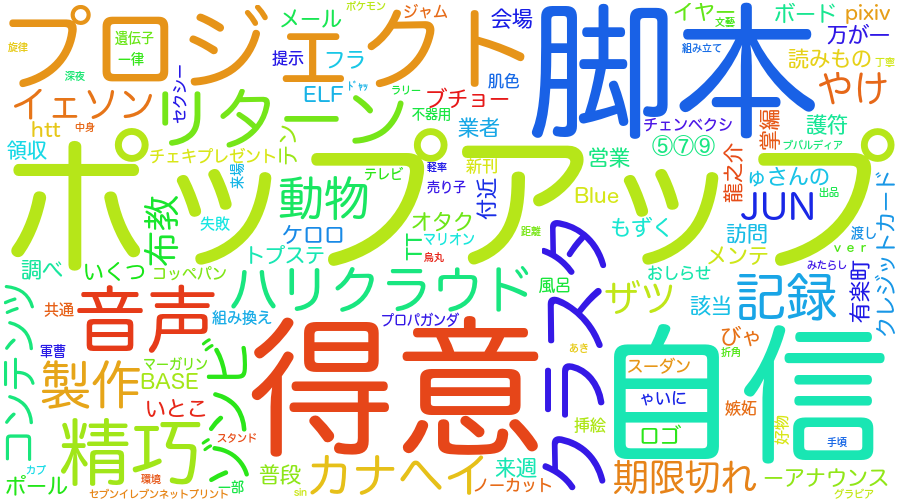 プロジェクト
脚本
ポップアップ
得意
自信
音声
精巧
リターン
クラスタ
ハリクラウド
動物
記録
製作
布教
ゾンビ
カナヘイ
期限切れ
コンテンツ
ザツ
JUN
イェゾン
やけ
遺伝子
一律
旋律
深夜
メール
ポケモン
ジャム
会場
提示
フラ
セクシー
ELF
ドヤッ
ラリー
ブチョー
不器用
肌色
業者
イヤー
文藝
組み立て
ボード
pixiv
万が一
読みもの
丁寧
チェンベクシ
掌編
護符
ブバルディア
⑤⑦⑨
龍之介
ゅさんの
出品
htt
中身
領収
チェキプレゼント
トン
来場
テレビ
軽率
売り子
新刊
付近
営業
Blue
もずく
訪問
渡し
ver
メンテ
みたらし
クレジットカード
有楽町
おしらせ
該当
失敗
ケロロ
トプステ
オタク
TT
マリオン
烏丸
距離
調べ
いくつ
コッペパン
共通
組み換え
プロパガンダ
風呂
軍曹
マーガリン
BASE
いとこ
スタンド
環境
一部
普段
カブ
ポール
セブンイレブンネットプリント
sin
来週
ノーカット
挿絵
あき
スーダン
ゃいに
ロゴ
びゃ
折角
嫉妬
好物
手頃
ーアナウンス
グラビア